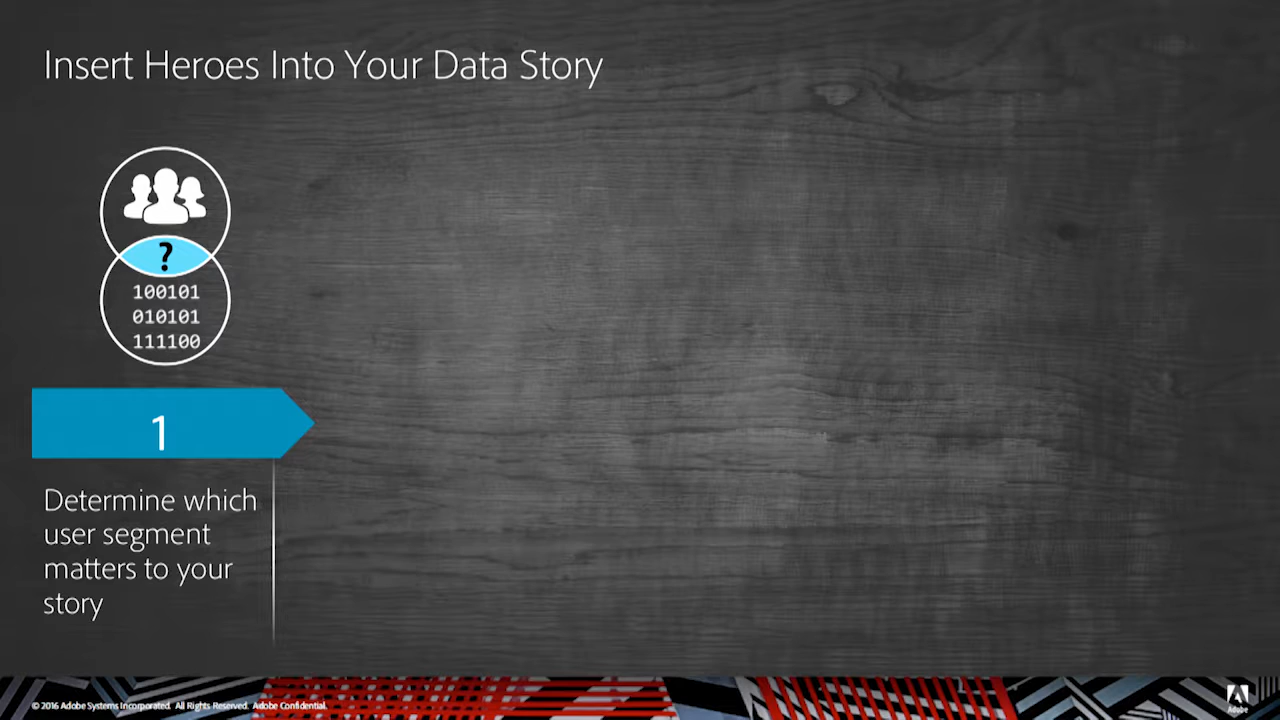 Insert Heroes Into Your Data Story
?
100101
010101
111100
1
Determine which
user segment
matters to your
story
© 2016 Adobe Systems Incorporated. All Rights Reserved. Adobe Confidential.
Adobe